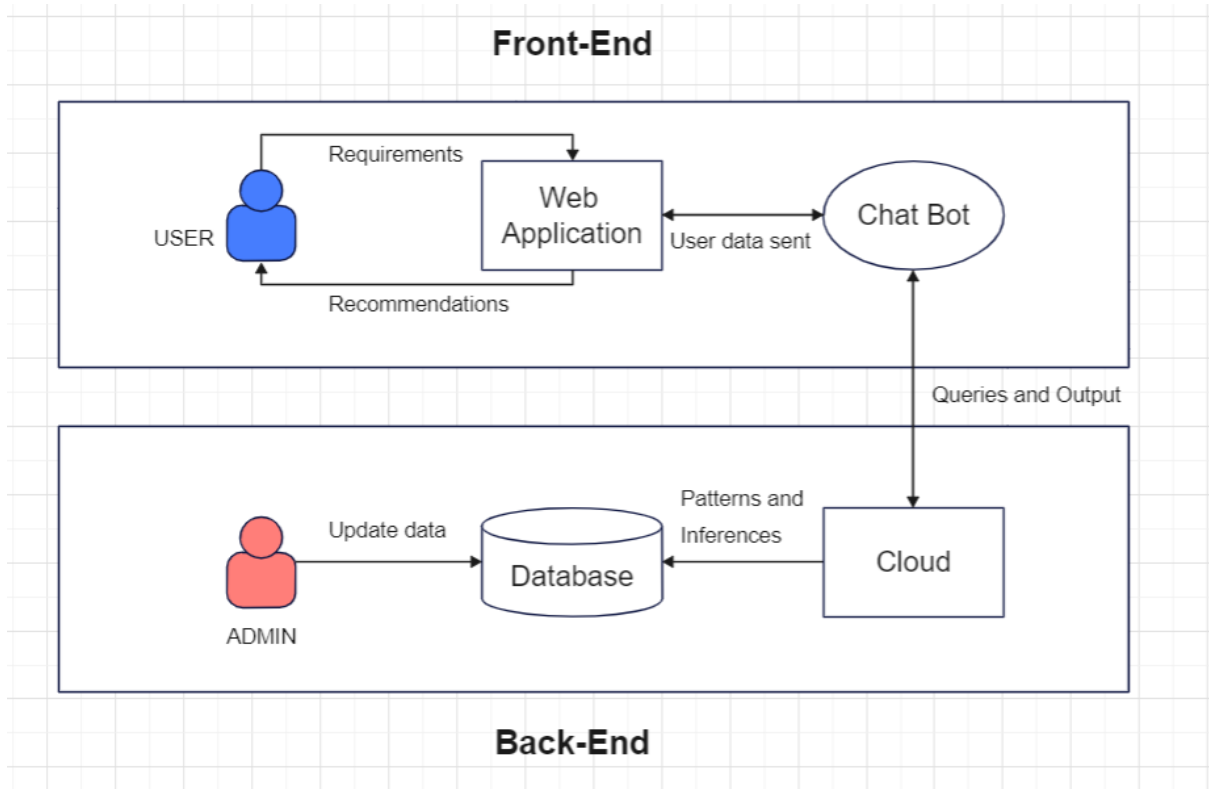 Front-End
Requirements
Web
Application
Chat Bot
USER
User data sent
Recommendations
Queries and Output
Patterns and
Inferences
Update data
Database
Cloud
ADMIN
Back-End